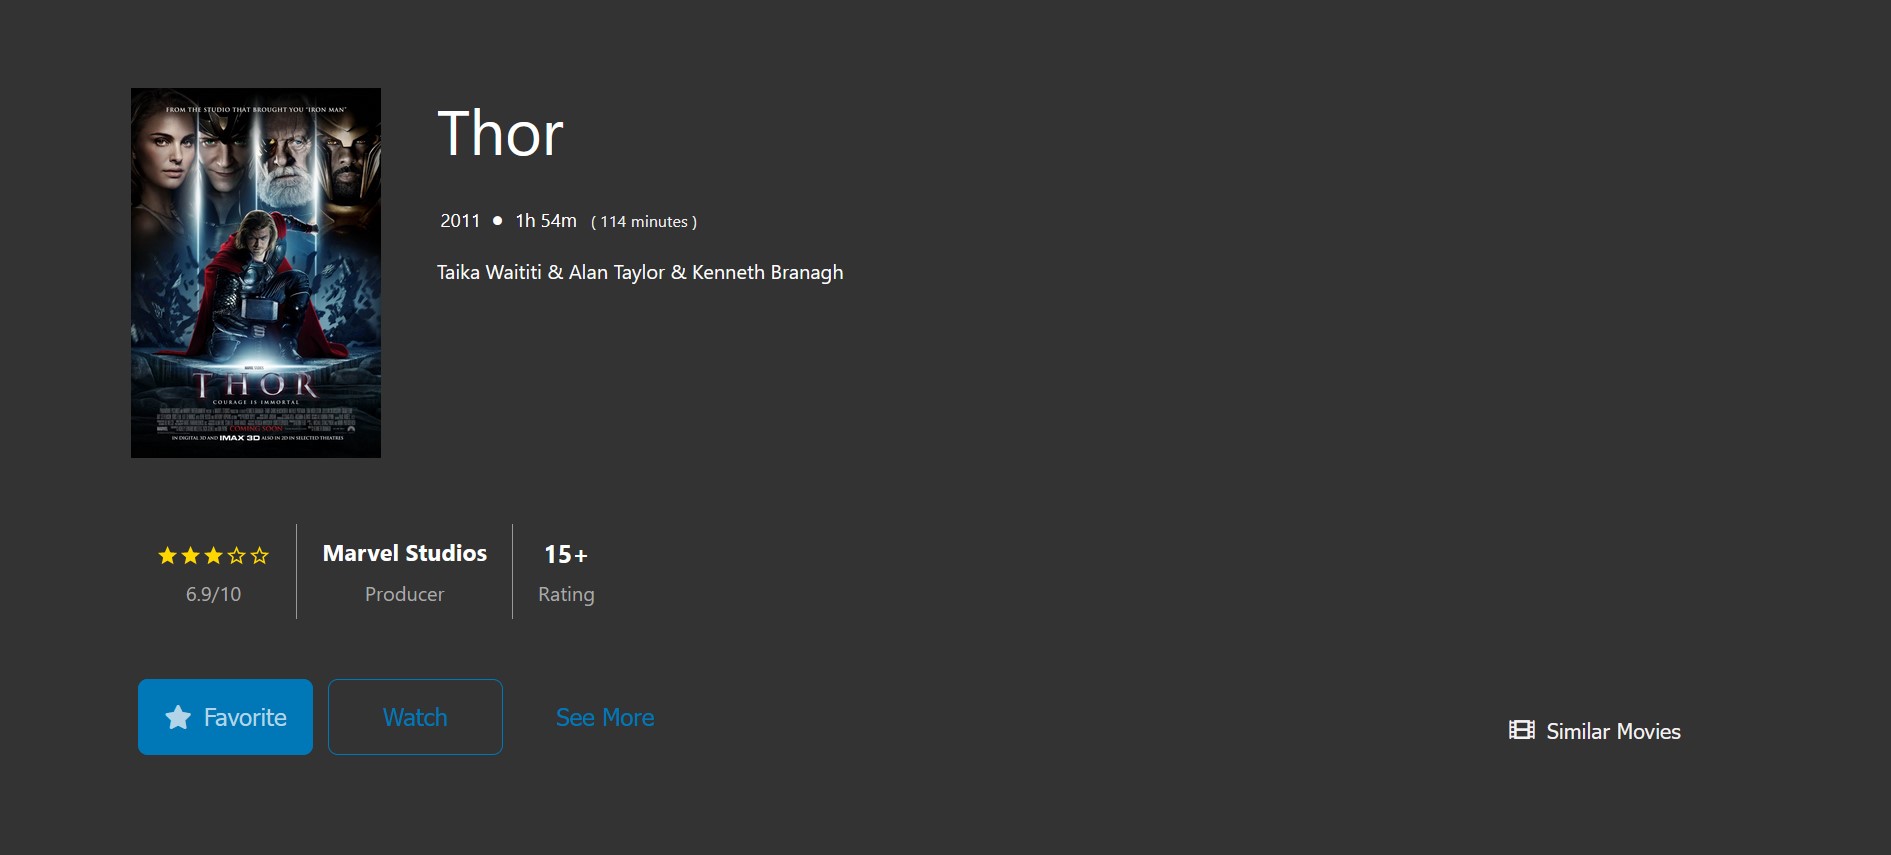 FROM THE STUDIO THAT BROUGHT YOU "IRON MAN"
THOR
COURAGE IS IMMORTAL
COMING SOON
IN DIGITAL 3D AND IMAX 3D ALSO IN 2D IN SELECTED THEATRES
Thor
2011 ● 1h 54m ( 114 minutes )
Taika Waititi & Alan Taylor & Kenneth Branagh
6.9/10
Marvel Studios
Producer
15+
Rating
Favorite
Watch
See More
Similar Movies